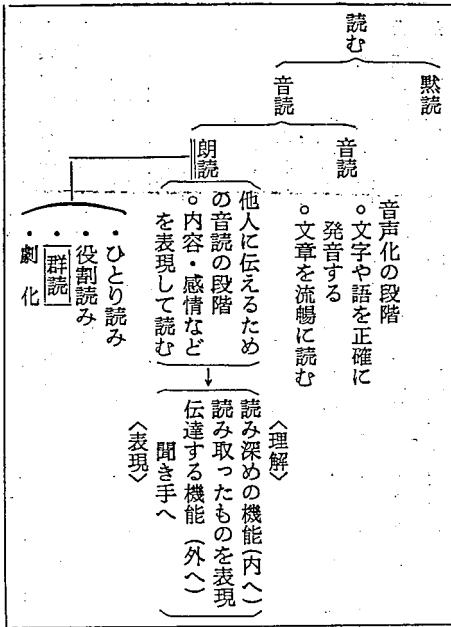 読む
黙読
音読
音読
音声化の段階
○文字や語を正確に
発音する
○文章を流暢に読む
朗読
他人に伝えるため
の音読の段階
○内容・感情など
を表現して読む
〈理解〉
読み深めの機能(内へ)
読み取ったものを表現
伝達する機能(外へ)
聞き手へ
〈表現〉
・ひとり読み
・役割読み
・群読
・劇化